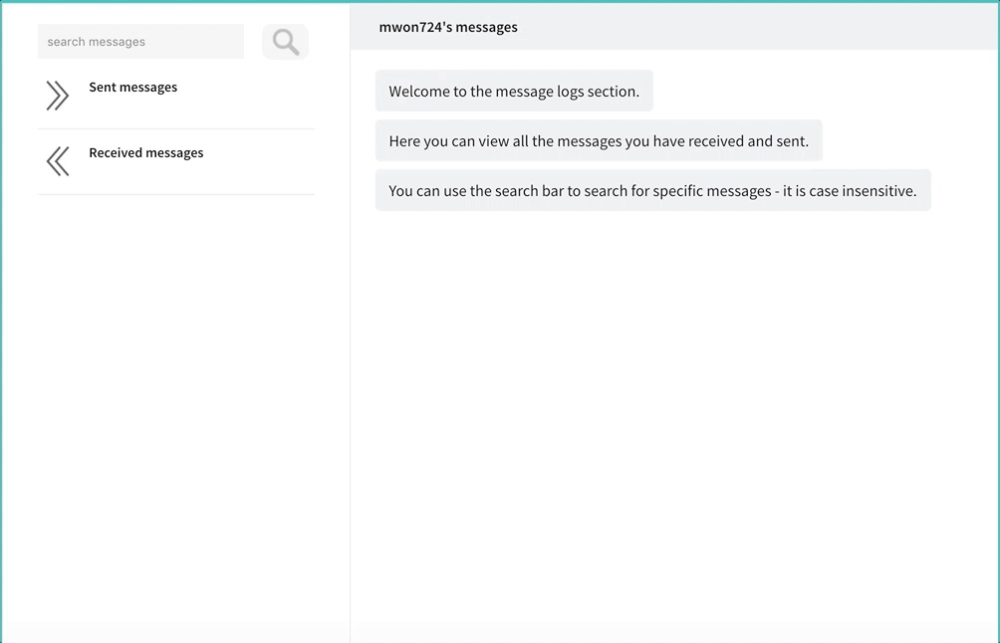 search messages
Sent messages
Received messages
mwon724's messages
Welcome to the message logs section.
Here you can view all the messages you have received and sent.
You can use the search bar to search for specific messages - it is case insensitive.